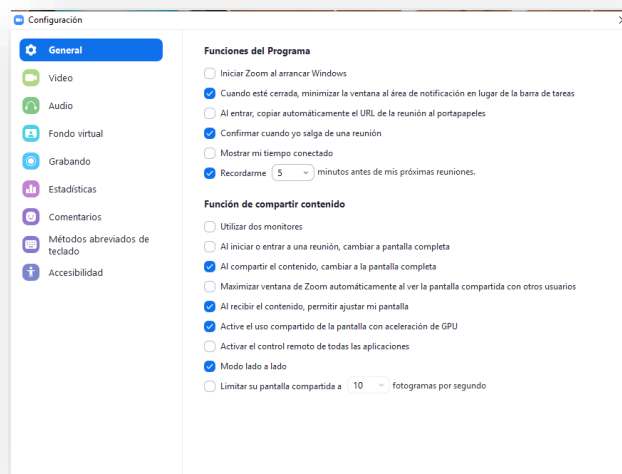 Configuración
General
Video
Audio
Fondo virtual
Grabando
Estadísticas
Comentarios
Métodos abreviados de
teclado
Accesibilidad
Funciones del Programa
Iniciar Zoom al arrancar Windows
Cuando esté cerrada, minimizar la ventana al área de notificación en lugar de la barra de tareas
Al entrar, copiar automáticamente el URL de la reunión al portapapeles
Confirmar cuando yo salga de una reunión
Mostrar mi tiempo conectado
Recordarme 5 minutos antes de mis próximas reuniones.
Función de compartir contenido
Utilizar dos monitores
Al iniciar o entrar a una reunión, cambiar a pantalla completa
Al compartir el contenido, cambiar a la pantalla completa
Maximizar ventana de Zoom automáticamente al ver la pantalla compartida con otros usuarios
Al recibir el contenido, permitir ajustar mi pantalla
Active el uso compartido de la pantalla con aceleración de GPU
Activar el control remoto de todas las aplicaciones
Modo lado a lado
Limitar su pantalla compartida a 10 fotogramas por segundo